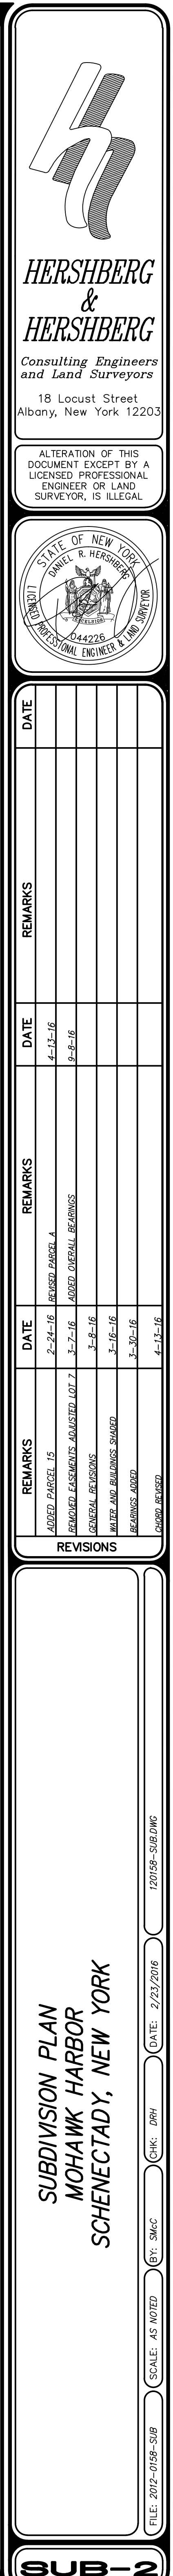 HERSHBERG
&
HERSHBERG
Consulting Engineers
and Land Surveyors
18 Locust Street
Albany, New York 12203
ALTERATION OF THIS
DOCUMENT EXCEPT BY A
LICENSED PROFESSIONAL
ENGINEER OR LAND
SURVEYOR, IS ILLEGAL
STATE OF NEW YORK
DANIEL R. HERSHBERG
EXCELSIOR
044226
LICENSED PROFESSIONAL ENGINEER & LAND SURVEYOR
REVISIONS
REMARKS DATE REMARKS DATE REMARKS DATE
ADDED PARCEL 15 2-24-16 REVISED PARCEL A 4-13-16
REMOVED EASEMENTS ADJUSTED LOT 7 3-7-16 ADDED OVERALL BEARINGS 9-8-16
GENERAL REVISIONS 3-8-16
WATER AND BUILDINGS SHADED 3-16-16
BEARINGS ADDED 3-30-16
CHORD REVISED 4-13-16
SUBDIVISION PLAN
MOHAWK HARBOR
SCHENECTADY, NEW YORK
FILE: 2012-0158-SUB SCALE: AS NOTED BY: SMcC CHK: DRH DATE: 2/23/2016 120158-SUB.DWG
SUB-2